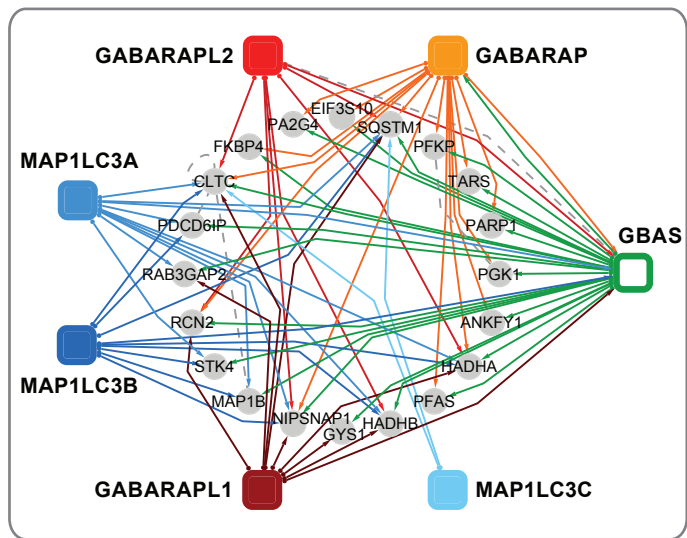 GABARAPL2
GABARAP
EIF3S10
PA2G4
SQSTM1
FKBP4
PFKP
MAP1LC3A
CLTC
TARS
PDCD6IP
PARP1
GBAS
RAB3GAP2
PGK1
RCN2
ANKFY1
STK4
HADHA
MAP1LC3B
MAP1B
PFAS
NIPSNAP1
HADHB
GYS1
GABARAPL1
MAP1LC3C